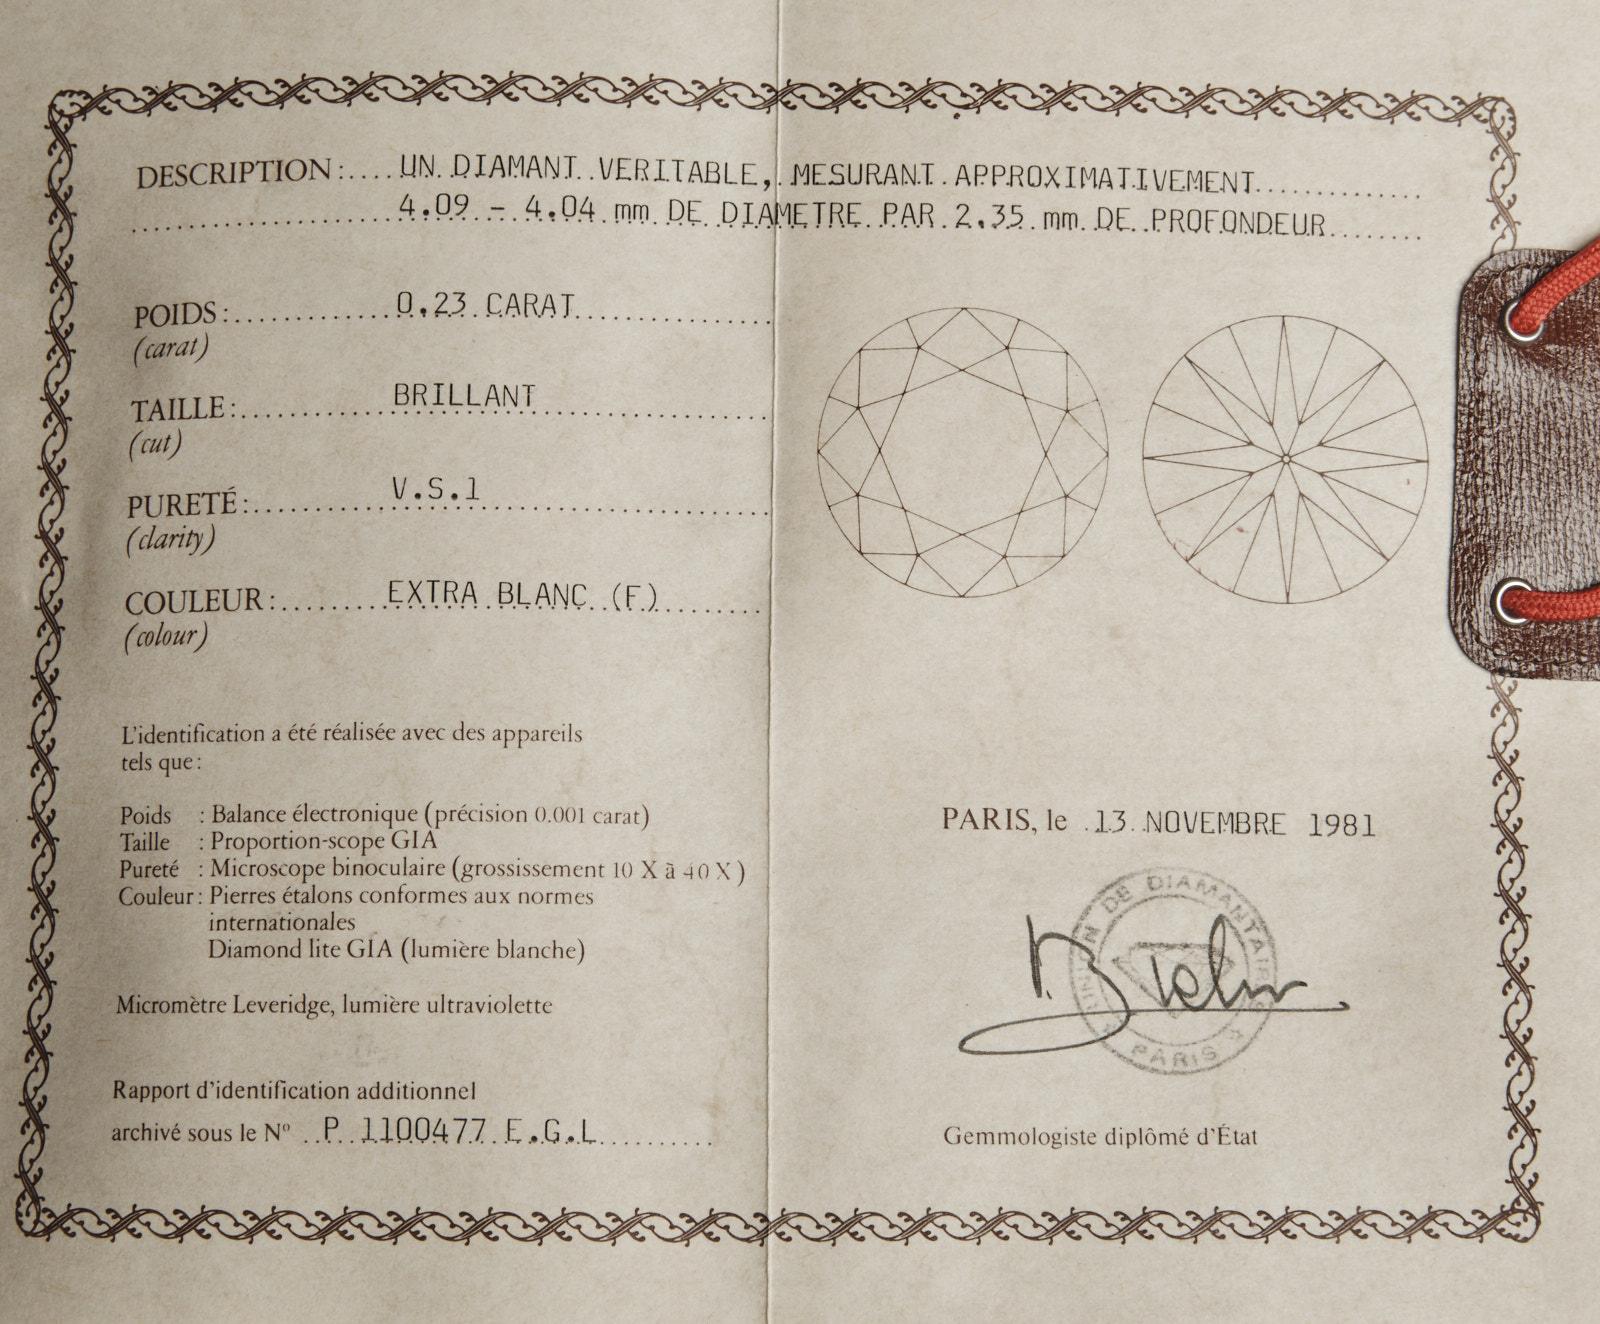 DESCRIPTION:....UN DIAMANT VERITABLE, MESURANT APPROXIMATIVEMENT
4.09 - 4.04 mm DE DIAMETRE PAR 2.35 mm DE PROFONDEUR
POIDS: 0.23 CARAT
(carat)
TAILLE: BRILLANT
(cut)
PURETÉ: V.S.1
(clarity)
COULEUR: EXTRA BLANC (F)
(colour)
L'identification a été réalisée avec des appareils
tels que:
Poids : Balance électronique (précision 0.001 carat)
Taille : Proportion-scope GIA
Pureté : Microscope binoculaire (grossissement 10 X à 40 X)
Couleur: Pierres étalons conformes aux normes
internationales
Diamond lite GIA (lumière blanche)
Micromètre Leveridge, lumière ultraviolette
Rapport d'identification additionnel
archivé sous le Nº P 1100477 E.G.L
PARIS, le 13 NOVEMBRE 1981
UNION DE DIAMANTAIRES
PARIS
Gemmologiste diplômé d'État